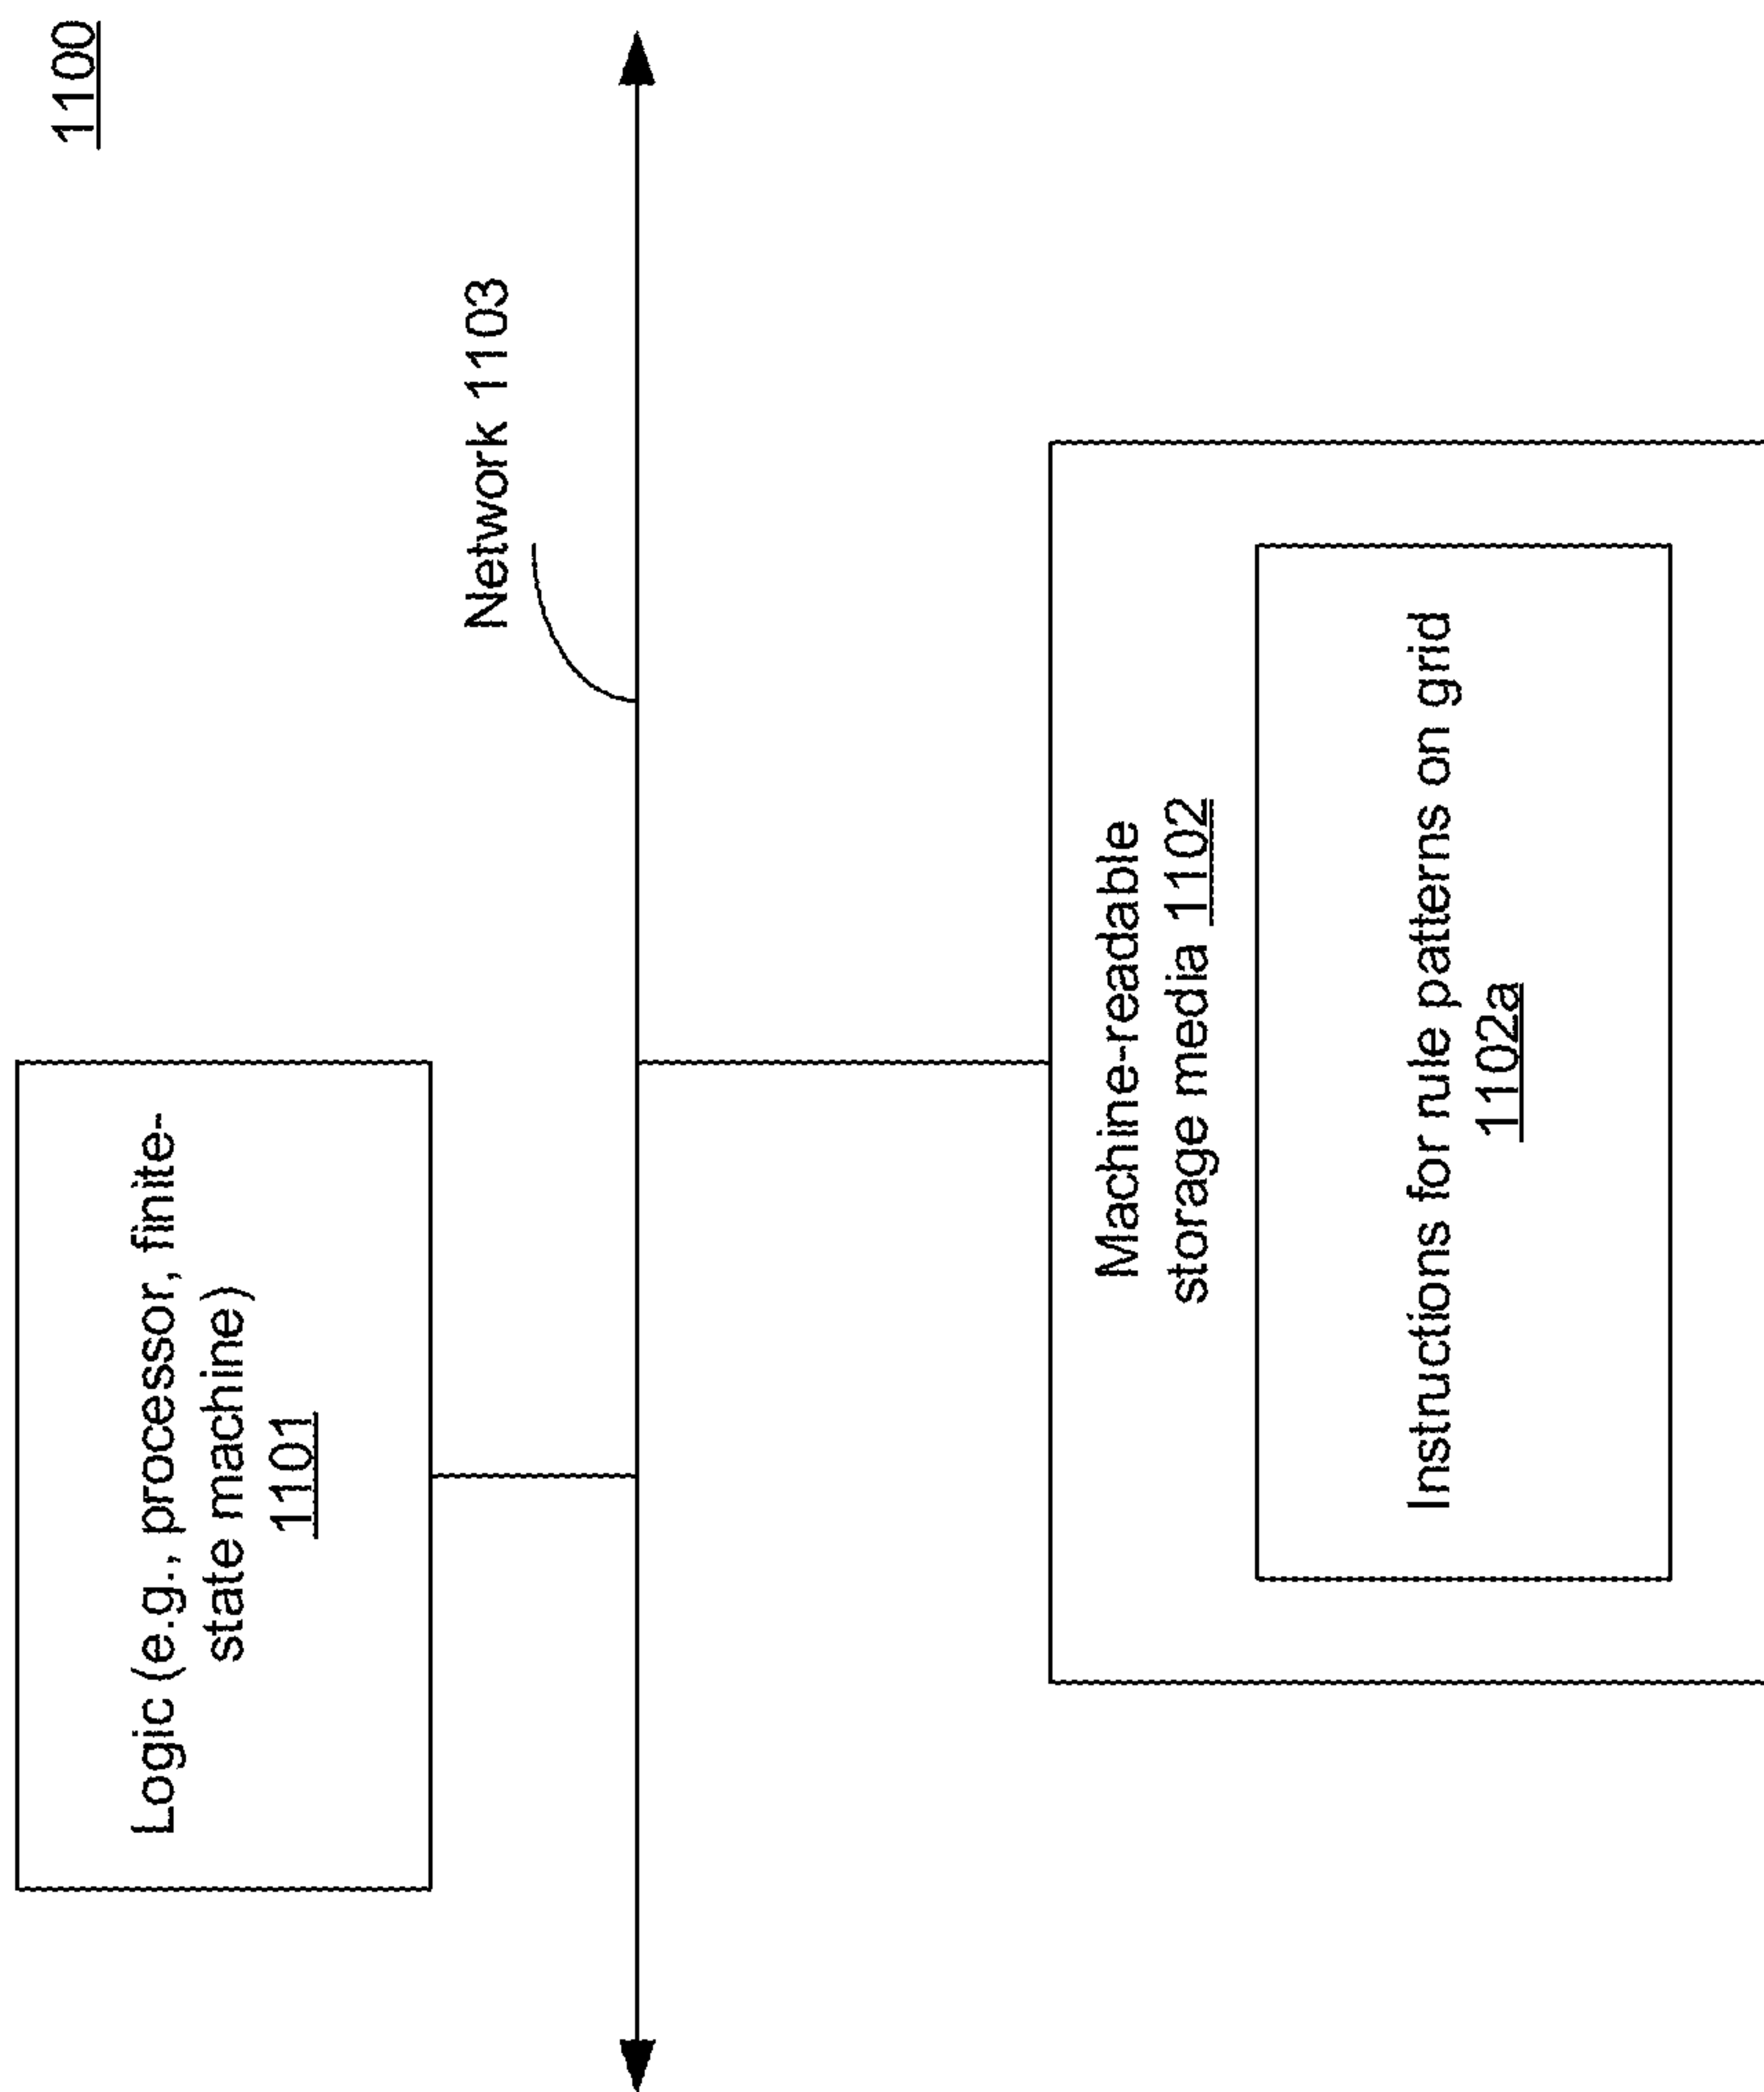 1100
Logic (e.g., processor, finite-
state machine)
1101
Network 1103
Machine-readable
storage media 1102
Instructions for rule patterns on grid
1102a